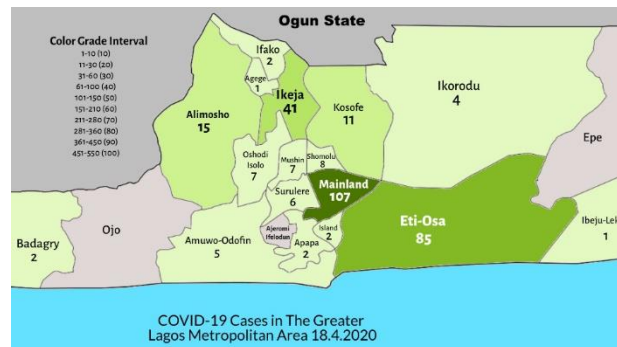 Ogun State
Color Grade Interval
1-10 (10)
11-30 (20)
31-60 (30)
61-100 (40)
101-150 (50)
151-210 (60)
211-280 (70)
281-360 (80)
361-450 (90)
451-550 (100)
Ifako
2
Agege
1
Ikeja
41
Alimosho
15
Kosofe
11
Ikorodu
4
Epe
Oshodi
Isolo
7
Mushin
7
Shomolu
8
Mainland
107
Surulere
6
Eti-Osa
85
Ibeju-Lek
1
Badagry
2
Ojo
Amuwo-Odofin
5
Ajeromi
Ifelodun
Apapa
2
Island
2
COVID-19 Cases in The Greater
Lagos Metropolitan Area 18.4.2020